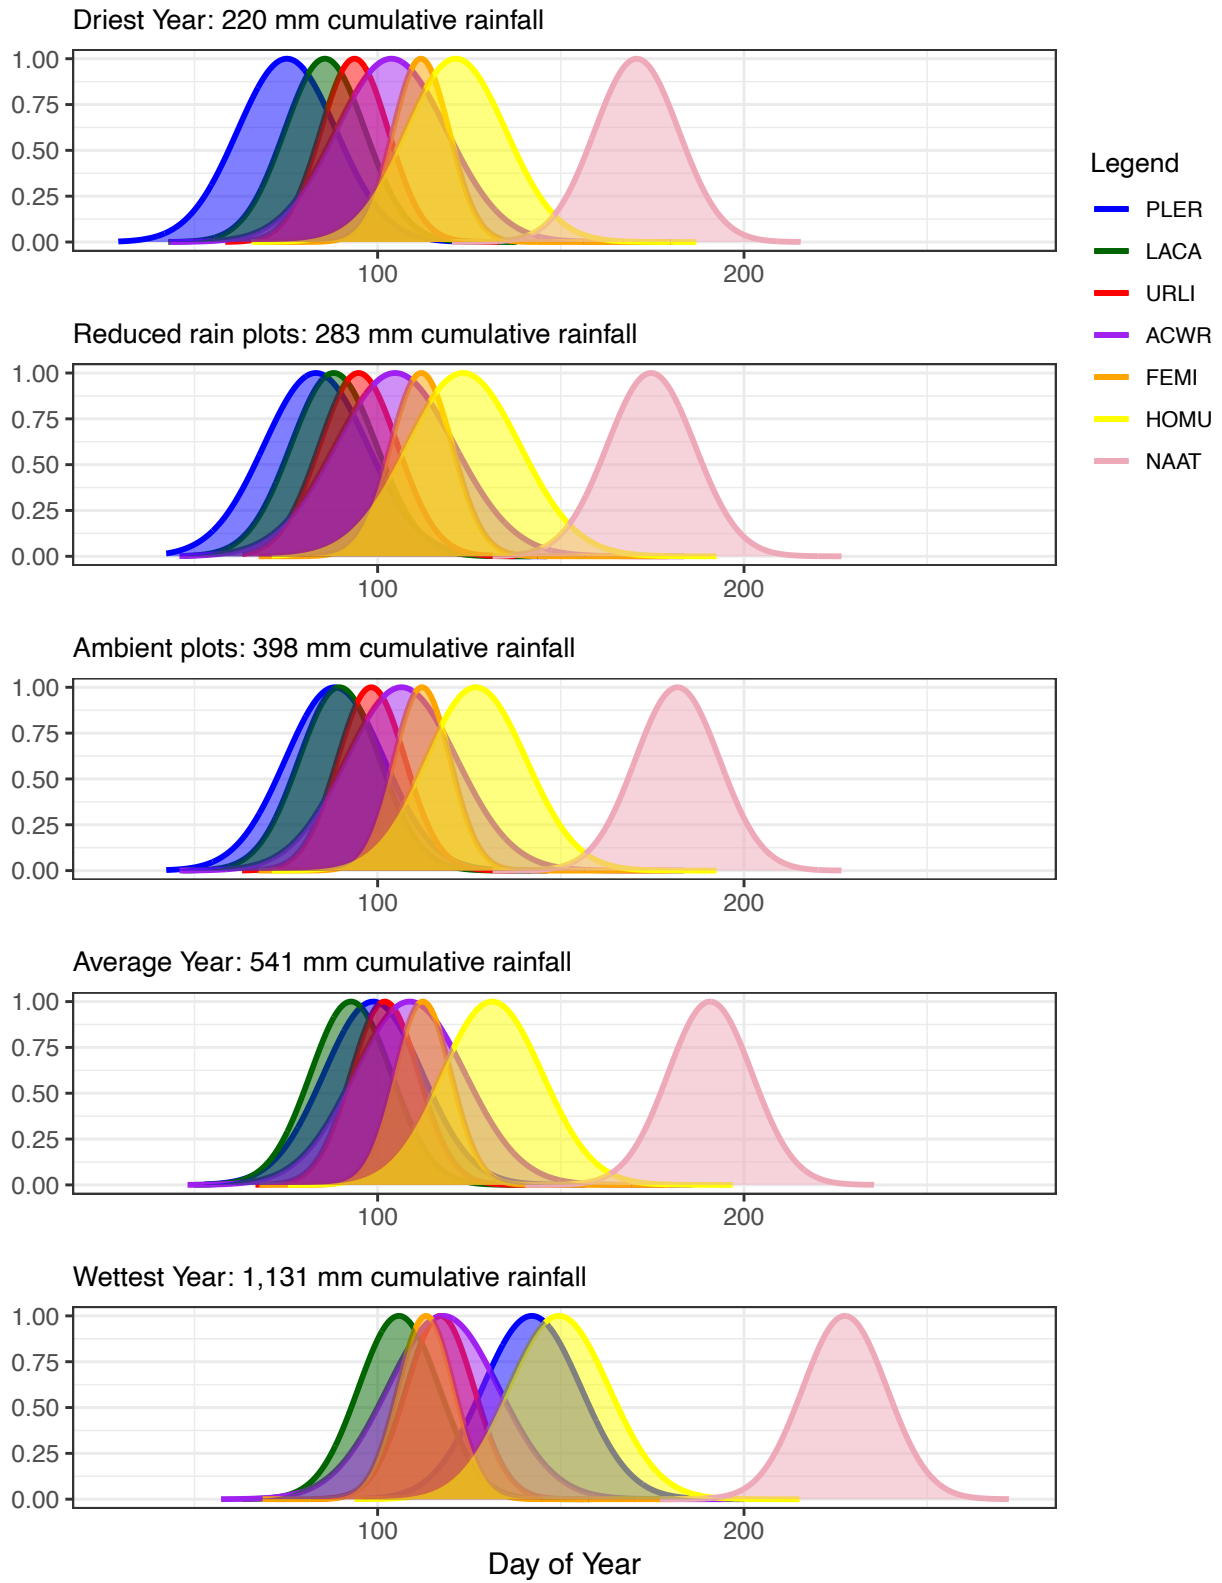 Driest Year: 220 mm cumulative rainfall
1.00
0.75
0.50
0.25
0.00
100 200
Legend
PLER
LACA
URLI
ACWR
FEMI
HOMU
NAAT
Reduced rain plots: 283 mm cumulative rainfall
1.00
0.75
0.50
0.25
0.00
100 200
Ambient plots: 398 mm cumulative rainfall
1.00
0.75
0.50
0.25
0.00
100 200
Average Year: 541 mm cumulative rainfall
1.00
0.75
0.50
0.25
0.00
100 200
Wettest Year: 1,131 mm cumulative rainfall
1.00
0.75
0.50
0.25
0.00
100 200
Day of Year